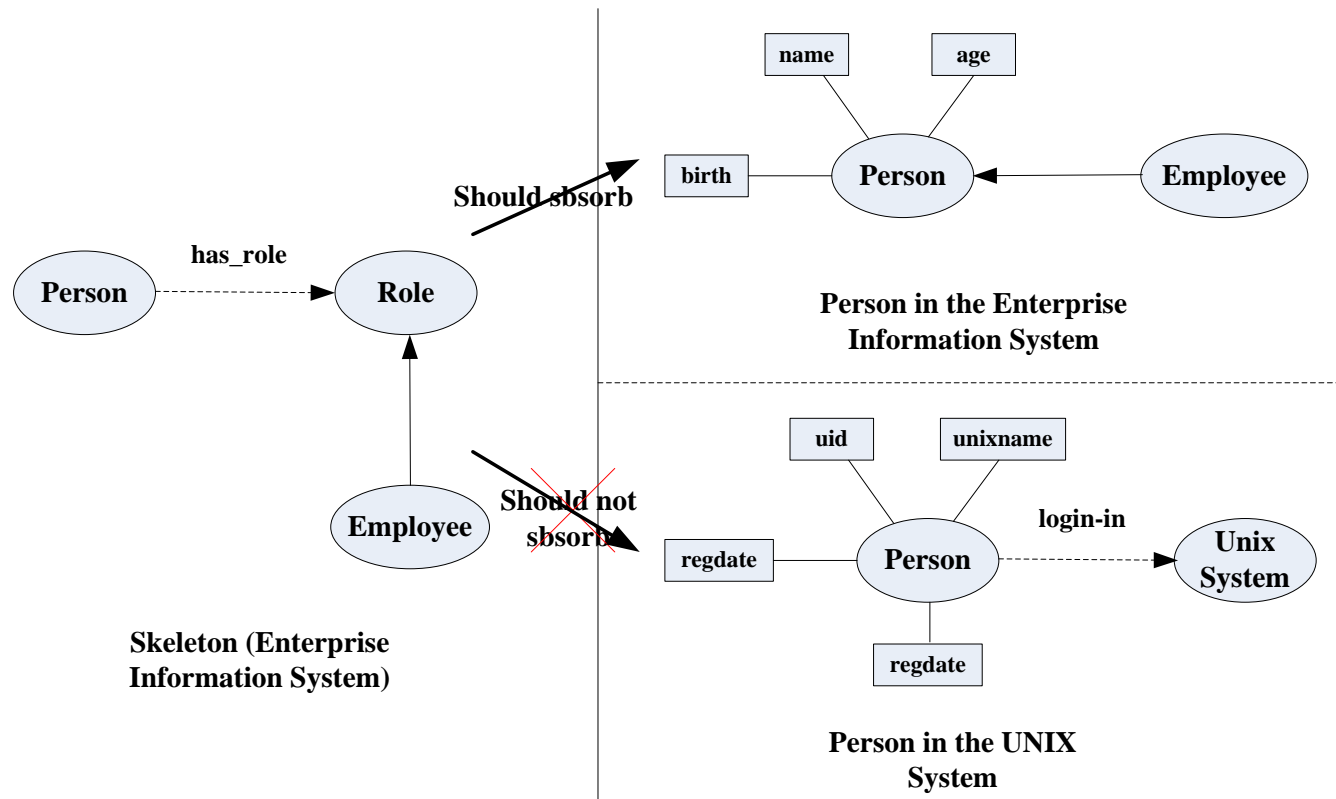 has_role
Person
Role
Employee
Skeleton (Enterprise
Information System)
Should sbsorb
Should not
sbsorb
name
age
birth
Person
Employee
Person in the Enterprise
Information System
uid
unixname
regdate
Person
login-in
Unix
System
regdate
Person in the UNIX
System